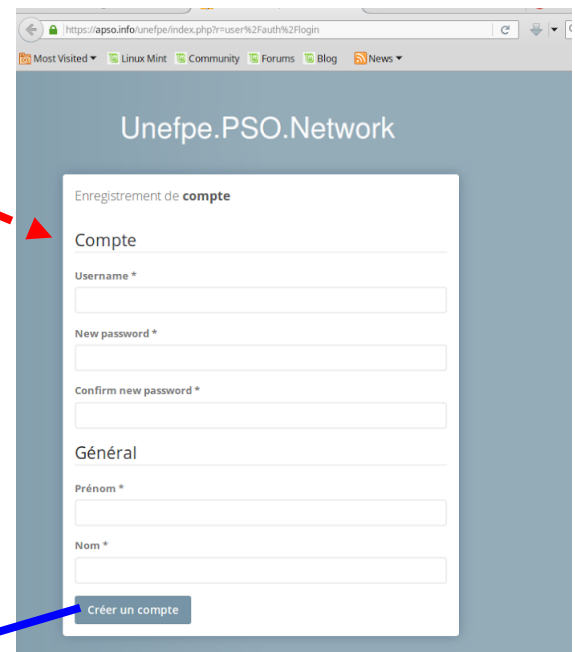 https://apso.info/unefpe/index.php?r=user%2Fauth%2Flogin
Most Visited Linux Mint Community Forums Blog News
Unefpe.PSO.Network
Enregistrement de compte
Compte
Username *
New password *
Confirm new password *
Général
Prénom *
Nom *
Créer un compte